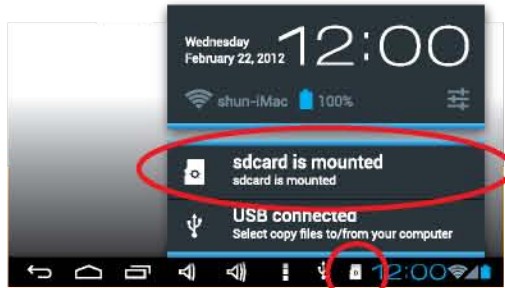 Wednesday
February 22, 2012
12:00
shun-iMac 100%
sdcard is mounted
sdcard is mounted
USB connected
Select copy files to/from your computer
12:00